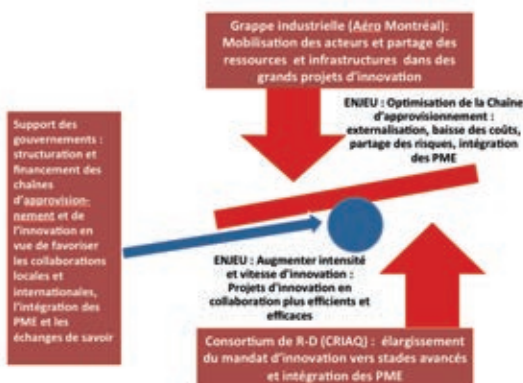 Grappe industrielle (Aéro Montréal):
Mobilisation des acteurs et partage des
ressources et infrastructures dans des
grands projets d'innovation
ENJEU : Optimisation de la Chaîne
d'approvisionnement :
externalisation, baisse des coûts,
partage des risques, intégration
des PME
Support des
gouvernements :
structuration et
financement des
chaînes
d'approvision-
nement et de
l'innovation en
vue de favoriser
les collaborations
locales et
internationales,
l'intégration des
PME et les
échanges de savoir
ENJEU : Augmenter intensité
et vitesse d'innovation :
Projets d'innovation en
collaboration plus efficients et
efficaces
Consortium de R-D (CRIAQ) : élargissement
du mandat d'innovation vers stades avancés
et intégration des PME